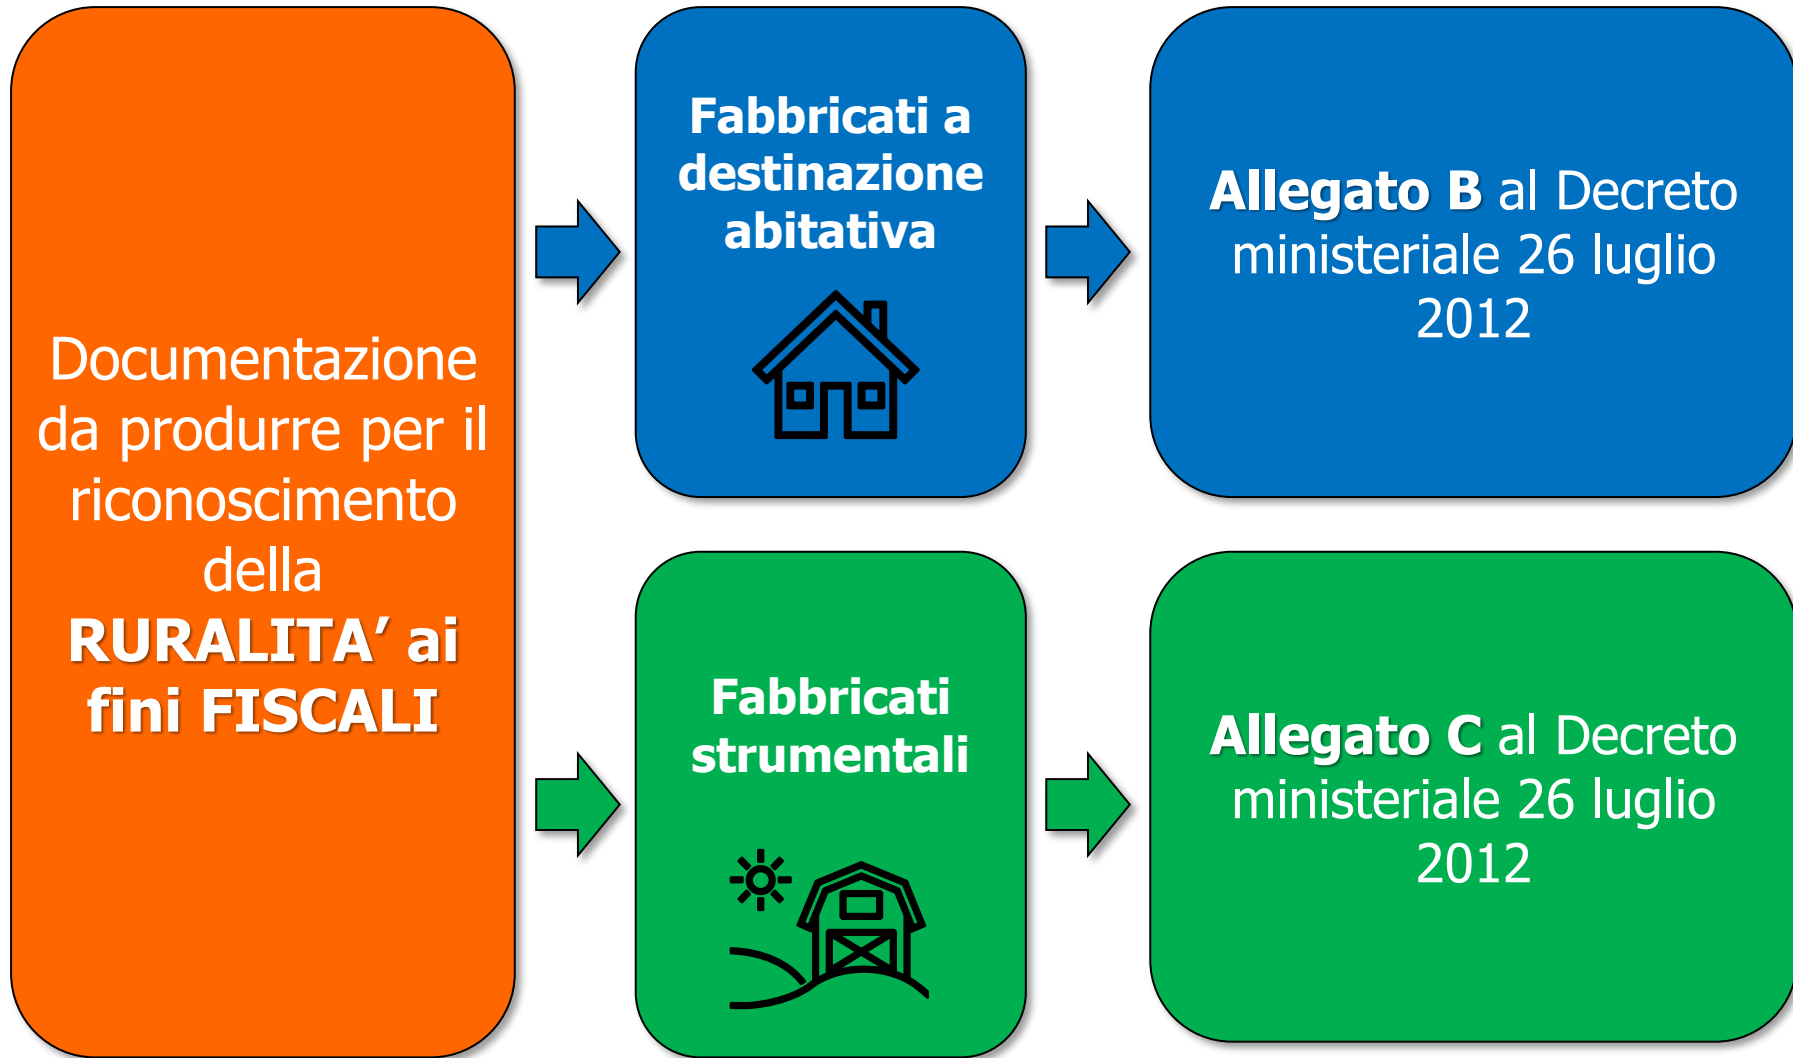 Documentazione
da produrre per il
riconoscimento
della
RURALITA’ ai
fini FISCALI
Fabbricati a
destinazione
abitativa
Allegato B al Decreto
ministeriale 26 luglio
2012
Fabbricati
strumentali
Allegato C al Decreto
ministeriale 26 luglio
2012